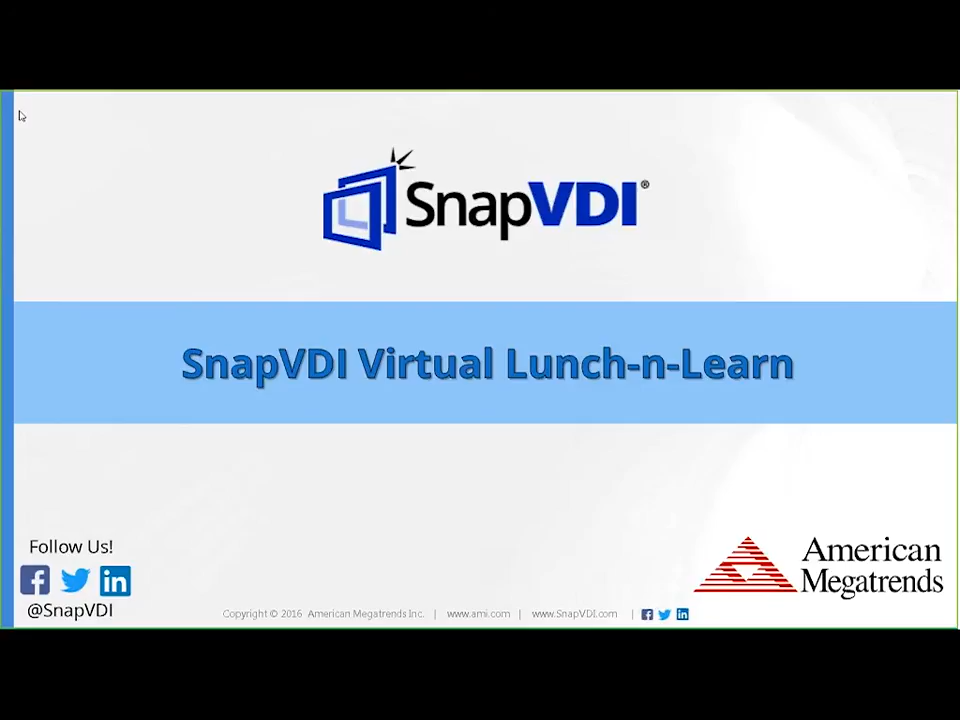 SnapVDI®
SnapVDI Virtual Lunch-n-Learn
Follow Us!
@SnapVDI
Copyright © 2016 American Megatrends Inc. | www.ami.com | www.SnapVDI.com |
American
Megatrends